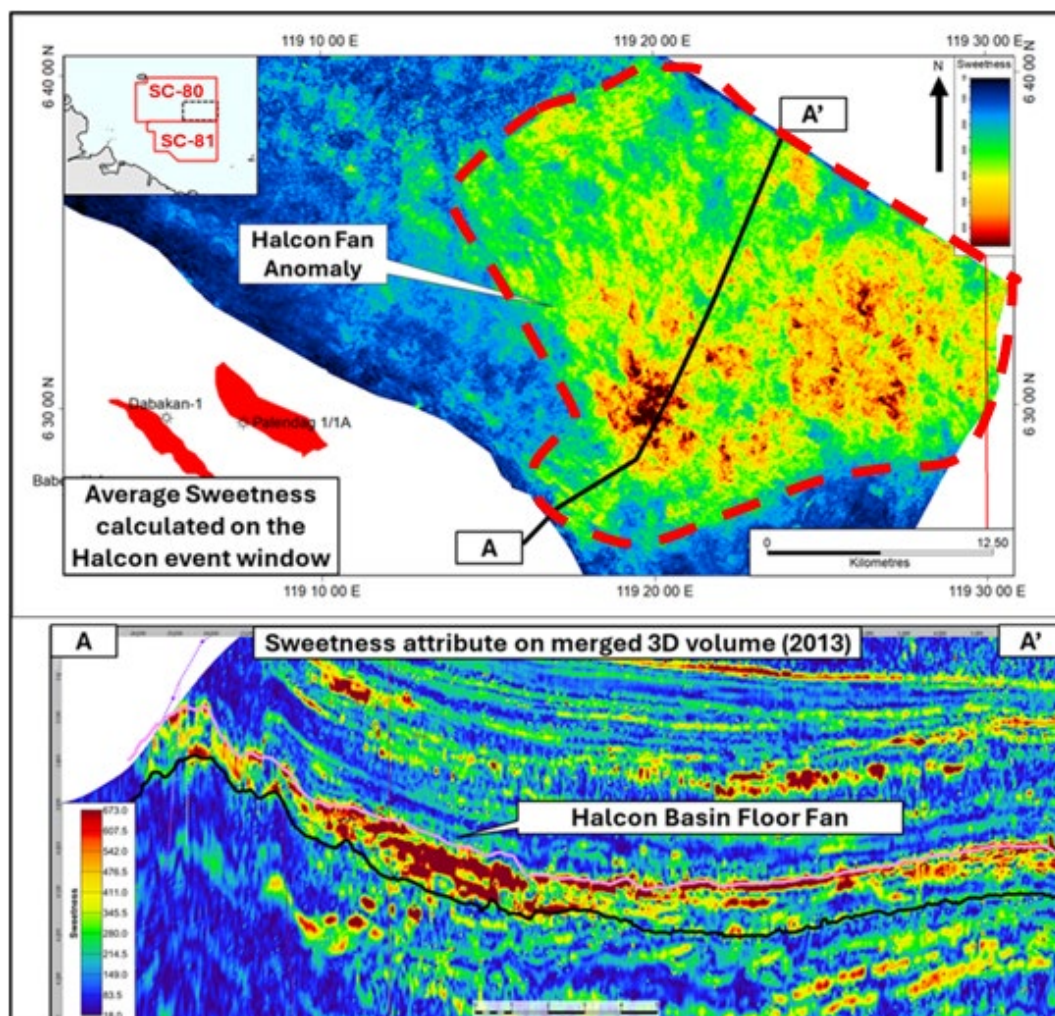 119 10 00 E
119 20 00 E
119 30 00 E
6 40 00 N
SC-80
SC-81
N
Sweetness
6 40 00 N
A'
Halcon Fan
Anomaly
6 30 00 N
Dabakan-1
Palendag 1/1A
6 30 00 N
Average Sweetness
calculated on the
Halcon event window
A
0
12.50
Kilometres
119 10 00 E
119 20 00 E
119 30 00 E
A
Sweetness attribute on merged 3D volume (2013)
A'
Halcon Basin Floor Fan
Sweetness
673.0
607.5
542.0
476.5
411.0
345.5
280.0
214.5
149.0
83.5
18.0